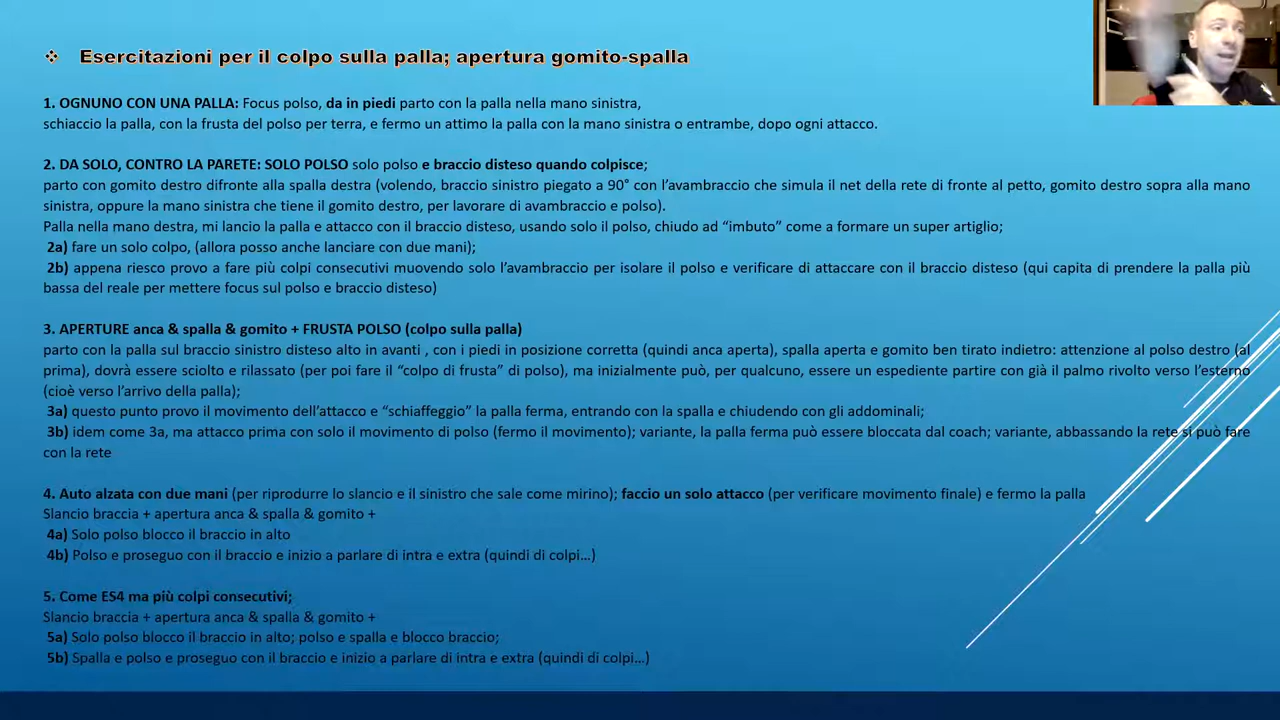 Esercitazioni per il colpo sulla palla; apertura gomito-spalla
1. OGNUNO CON UNA PALLA: Focus polso, da in piedi parto con la palla nella mano sinistra,
schiaccio la palla, con la frusta del polso per terra, e fermo un attimo la palla con la mano sinistra o entrambe, dopo ogni attacco.
2. DA SOLO, CONTRO LA PARETE: SOLO POLSO solo polso e braccio disteso quando colpisce;
parto con gomito destro difronte alla spalla destra (volendo, braccio sinistro piegato a 90° con l’avambraccio che simula il net della rete di fronte al petto, gomito destro sopra alla mano
sinistra, oppure la mano sinistra che tiene il gomito destro, per lavorare di avambraccio e polso).
Palla nella mano destra, mi lancio la palla e attacco con il braccio disteso, usando solo il polso, chiudo ad “imbuto” come a formare un super artiglio;
2a) fare un solo colpo, (allora posso anche lanciare con due mani);
2b) appena riesco provo a fare più colpi consecutivi muovendo solo l’avambraccio per isolare il polso e verificare di attaccare con il braccio disteso (qui capita di prendere la palla più
bassa del reale per mettere focus sul polso e braccio disteso)
3. APERTURE anca & spalla & gomito + FRUSTA POLSO (colpo sulla palla)
parto con la palla sul braccio sinistro disteso alto in avanti , con i piedi in posizione corretta (quindi anca aperta), spalla aperta e gomito ben tirato indietro: attenzione al polso destro (al
prima), dovrà essere sciolto e rilassato (per poi fare il “colpo di frusta” di polso), ma inizialmente può, per qualcuno, essere un espediente partire con già il palmo rivolto verso l’esterno
(cioè verso l’arrivo della palla);
3a) questo punto provo il movimento dell’attacco e “schiaffeggio” la palla ferma, entrando con la spalla e chiudendo con gli addominali;
3b) idem come 3a, ma attacco prima con solo il movimento di polso (fermo il movimento); variante, la palla ferma può essere bloccata dal coach; variante, abbassando la rete si può fare
con la rete
4. Auto alzata con due mani (per riprodurre lo slancio e il sinistro che sale come mirino); faccio un solo attacco (per verificare movimento finale) e fermo la palla
Slancio braccia + apertura anca & spalla & gomito +
4a) Solo polso blocco il braccio in alto
4b) Polso e proseguo con il braccio e inizio a parlare di intra e extra (quindi di colpi…)
5. Come ES4 ma più colpi consecutivi;
Slancio braccia + apertura anca & spalla & gomito +
5a) Solo polso blocco il braccio in alto; polso e spalla e blocco braccio;
5b) Spalla e polso e proseguo con il braccio e inizio a parlare di intra e extra (quindi di colpi…)